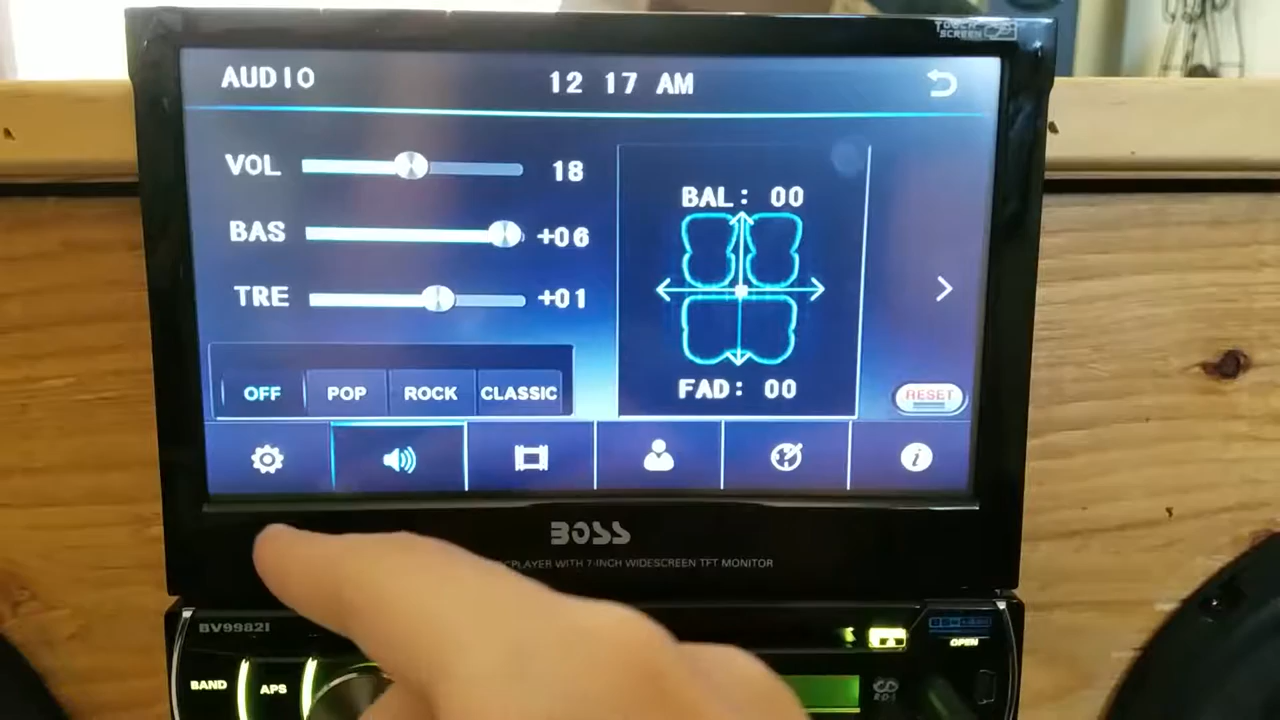 TOUCH
SCREEN
AUDIO
12 17 AM
VOL
18
BAS
+06
TRE
+01
BAL: 00
FAD: 00
OFF
POP
ROCK
CLASSIC
RESET
BOSS
PLAYER WITH 7-INCH WIDESCREEN TFT MONITOR
BV9982I
OPEN
BAND
APS
RDS